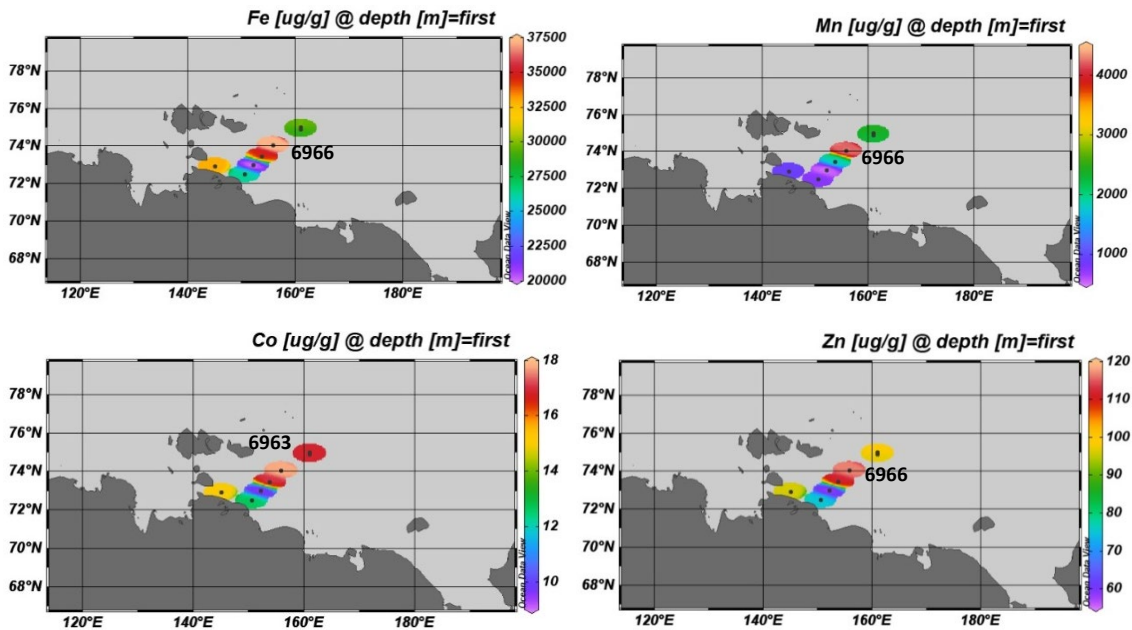 Fe [ug/g] @ depth [m]=first
37500
35000
32500
30000
27500
25000
22500
20000
78°N
76°N
74°N
72°N
70°N
68°N
6966
Ocean Data View
120°E
140°E
160°E
180°E
Mn [ug/g] @ depth [m]=first
4000
3000
2000
1000
78°N
76°N
74°N
72°N
70°N
68°N
6966
Ocean Data View
120°E
140°E
160°E
180°E
Co [ug/g] @ depth [m]=first
18
16
14
12
10
78°N
76°N
74°N
72°N
70°N
68°N
6963
Ocean Data View
120°E
140°E
160°E
180°E
Zn [ug/g] @ depth [m]=first
120
110
100
90
80
70
60
78°N
76°N
74°N
72°N
70°N
68°N
6966
Ocean Data View
120°E
140°E
160°E
180°E